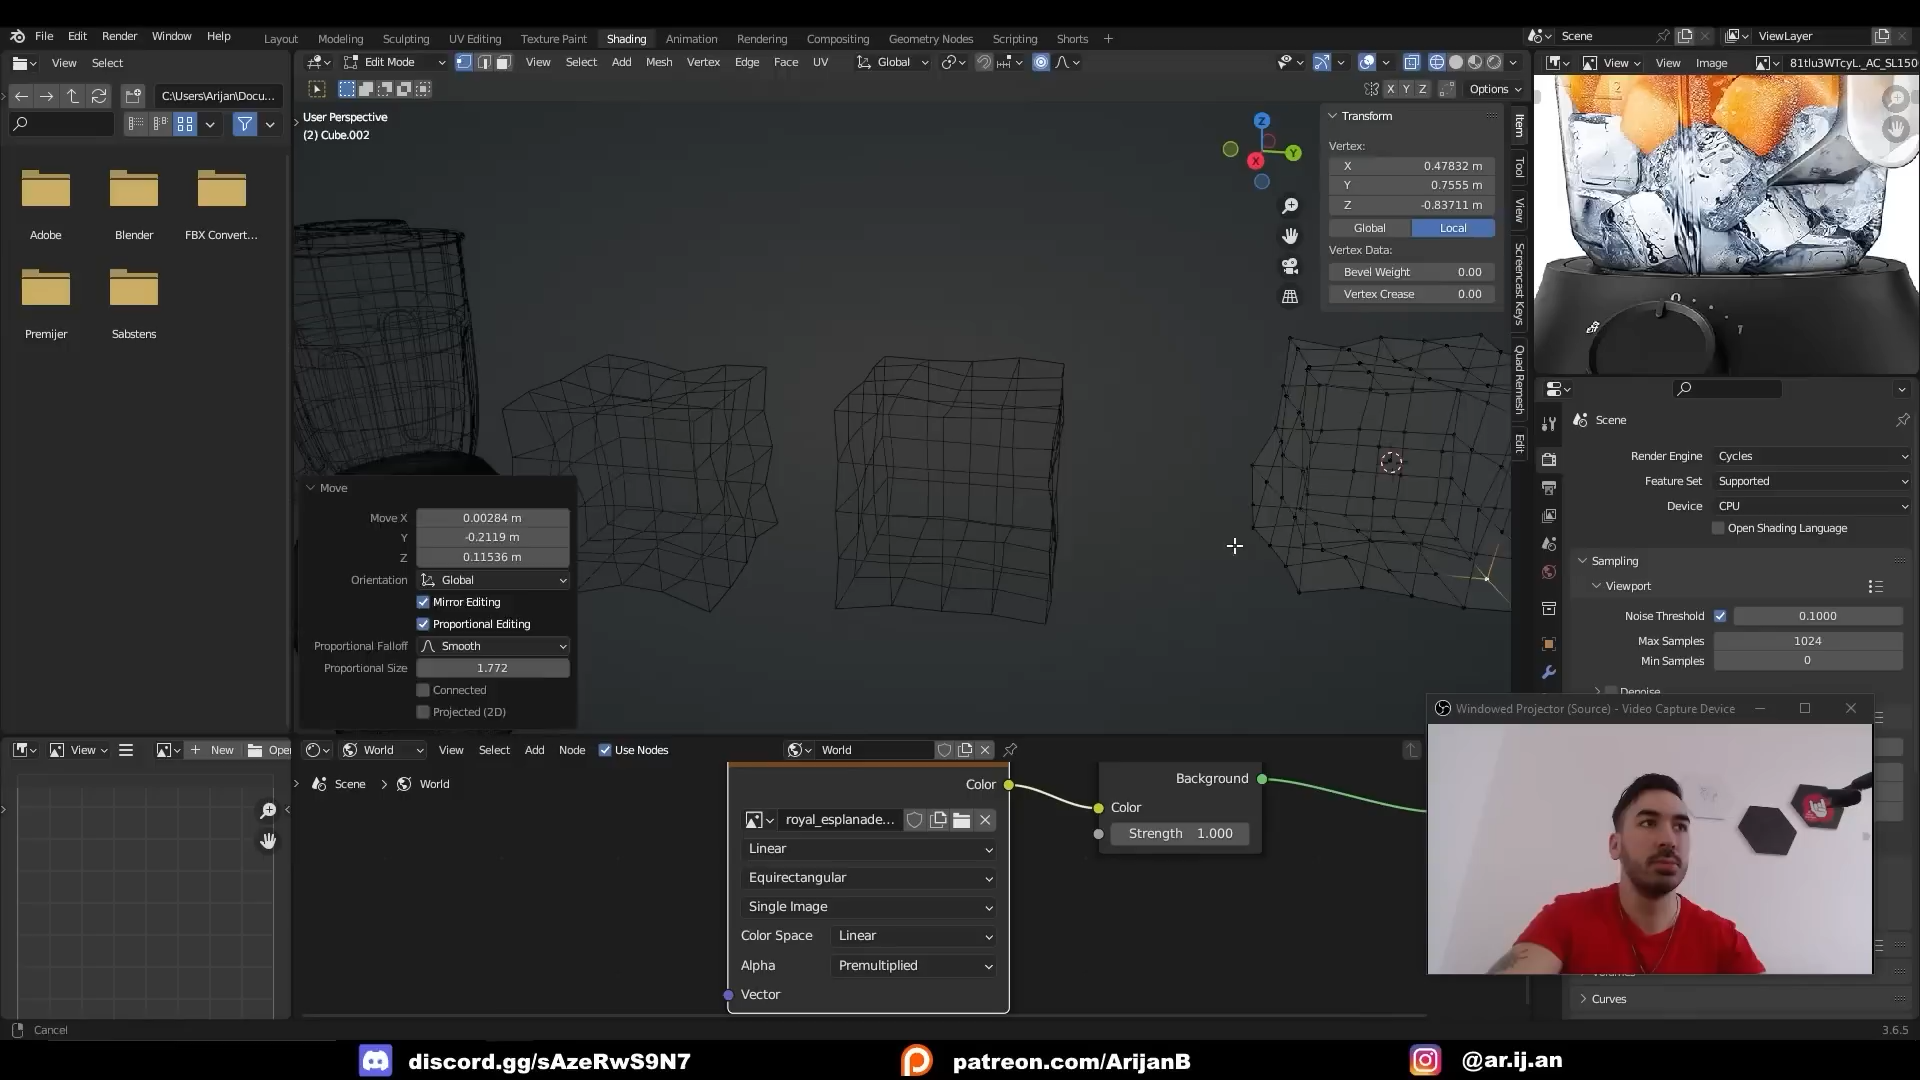 File Edit Render Window Help
Layout Modeling Sculpting UV Editing Texture Paint Shading Animation Rendering Compositing Geometry Nodes Scripting Shorts
Scene
ViewLayer
View Select
Edit Mode
View Select Add Mesh Vertex Edge Face UV
Global
View View Image
81tlu3WTcyL._AC_SL150
C:\Users\Arijan\Docu...
X Y Z
Options
User Perspective
(2) Cube.002
Adobe
Blender
FBX Convert...
Premijer
Sabstens
Z
Y
X
Transform
Vertex:
X 0.47832 m
Y 0.7555 m
Z -0.83711 m
Global Local
Vertex Data:
Bevel Weight 0.00
Vertex Crease 0.00
Item
Tool
View
Screencast Keys
Quad Remesh
Edit
Move
Move X 0.00284 m
Y -0.2119 m
Z 0.11536 m
Orientation Global
Mirror Editing
Proportional Editing
Proportional Falloff Smooth
Proportional Size 1.772
Connected
Projected (2D)
Scene
Render Engine Cycles
Feature Set Supported
Device CPU
Open Shading Language
Sampling
Viewport
Noise Threshold 0.1000
Max Samples 1024
Min Samples 0
Denoise
Windowed Projector (Source) - Video Capture Device
Curves
View
New
Open
World
View Select Add Node Use Nodes
World
Scene > World
Color
royal_esplanade...
Linear
Equirectangular
Single Image
Color Space Linear
Alpha Premultiplied
Vector
Background
Color
Strength 1.000
Cancel
3.6.5
discord.gg/sAzeRwS9N7
patreon.com/ArijanB
@ar.ij.an